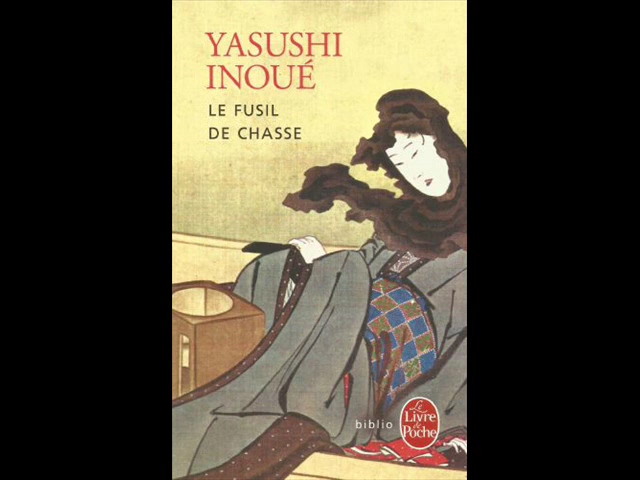 YASUSHI
INOUÉ
LE FUSIL
DE CHASSE
biblio
Le
Livre
de
Poche